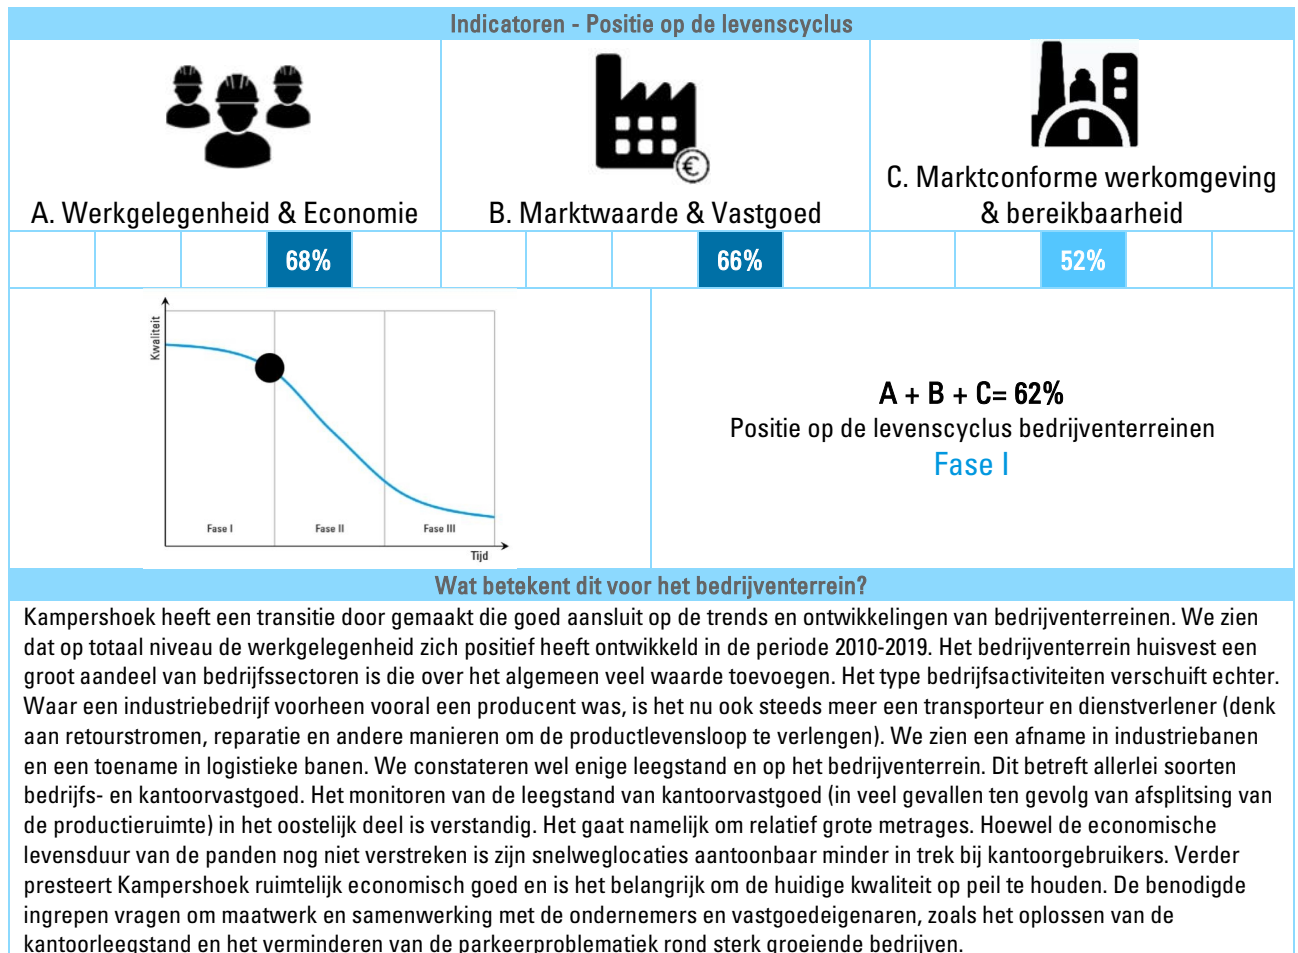 Indicatoren - Positie op de levenscyclus
A. Werkgelegenheid & Economie
B. Marktwaarde & Vastgoed
C. Marktconforme werkomgeving
& bereikbaarheid
68%
66%
52%
Kwaliteit
Fase I
Fase II
Fase III
Tijd
A + B + C= 62%
Positie op de levenscyclus bedrijventerreinen
Fase I
Wat betekent dit voor het bedrijventerrein?
Kampershoek heeft een transitie door gemaakt die goed aansluit op de trends en ontwikkelingen van bedrijventerreinen. We zien
dat op totaal niveau de werkgelegenheid zich positief heeft ontwikkeld in de periode 2010-2019. Het bedrijventerrein huisvest een
groot aandeel van bedrijfssectoren is die over het algemeen veel waarde toevoegen. Het type bedrijfsactiviteiten verschuift echter.
Waar een industriebedrijf voorheen vooral een producent was, is het nu ook steeds meer een transporteur en dienstverlener (denk
aan retourstromen, reparatie en andere manieren om de productlevensloop te verlengen). We zien een afname in industriebanen
en een toename in logistieke banen. We constateren wel enige leegstand en op het bedrijventerrein. Dit betreft allerlei soorten
bedrijfs- en kantoorvastgoed. Het monitoren van de leegstand van kantoorvastgoed (in veel gevallen ten gevolg van afsplitsing van
de productieruimte) in het oostelijk deel is verstandig. Het gaat namelijk om relatief grote metrages. Hoewel de economische
levensduur van de panden nog niet verstreken is zijn snelweglocaties aantoonbaar minder in trek bij kantoorgebruikers. Verder
presteert Kampershoek ruimtelijk economisch goed en is het belangrijk om de huidige kwaliteit op peil te houden. De benodigde
ingrepen vragen om maatwerk en samenwerking met de ondernemers en vastgoedeigenaren, zoals het oplossen van de
kantoorleegstand en het verminderen van de parkeerproblematiek rond sterk groeiende bedrijven.